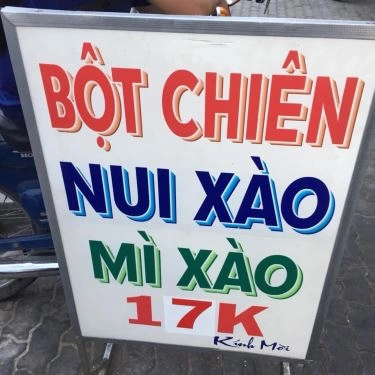 BỘT CHIÊN
NUI XÀO
MÌ XÀO
17K
Kính Mời